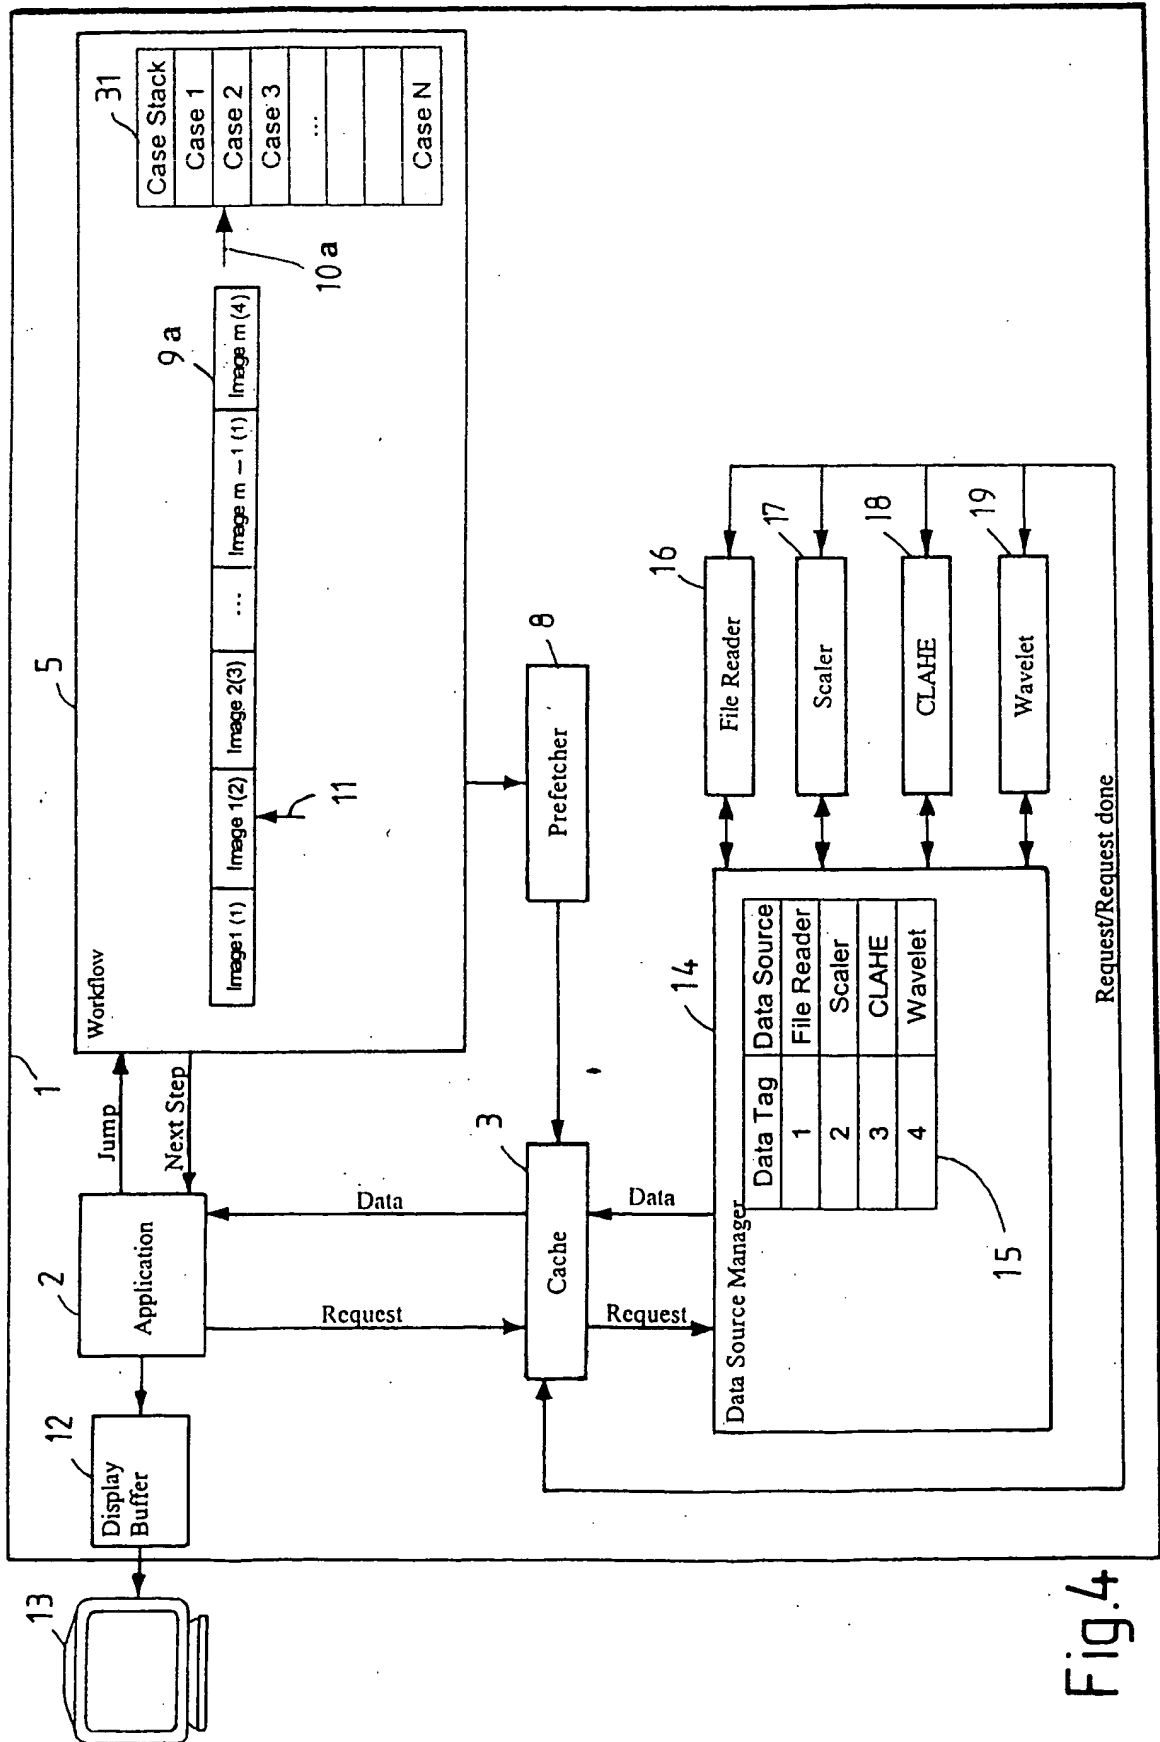 13
12
Display
Buffer
2
Application
1
Jump
Next Step
5
Workflow
Image1 (1)
Image 1(2)
Image 2(3)
...
Image m – 1 (1)
Image m (4)
9a
11
10a
31
Case Stack
Case 1
Case 2
Case 3
...
Case N
Request
Data
3
Cache
8
Prefetcher
Request
Data
Data Source Manager
14
Data Tag
Data Source
1
File Reader
2
Scaler
3
CLAHE
4
Wavelet
15
16
File Reader
17
Scaler
18
CLAHE
19
Wavelet
Request/Request done
Fig.4